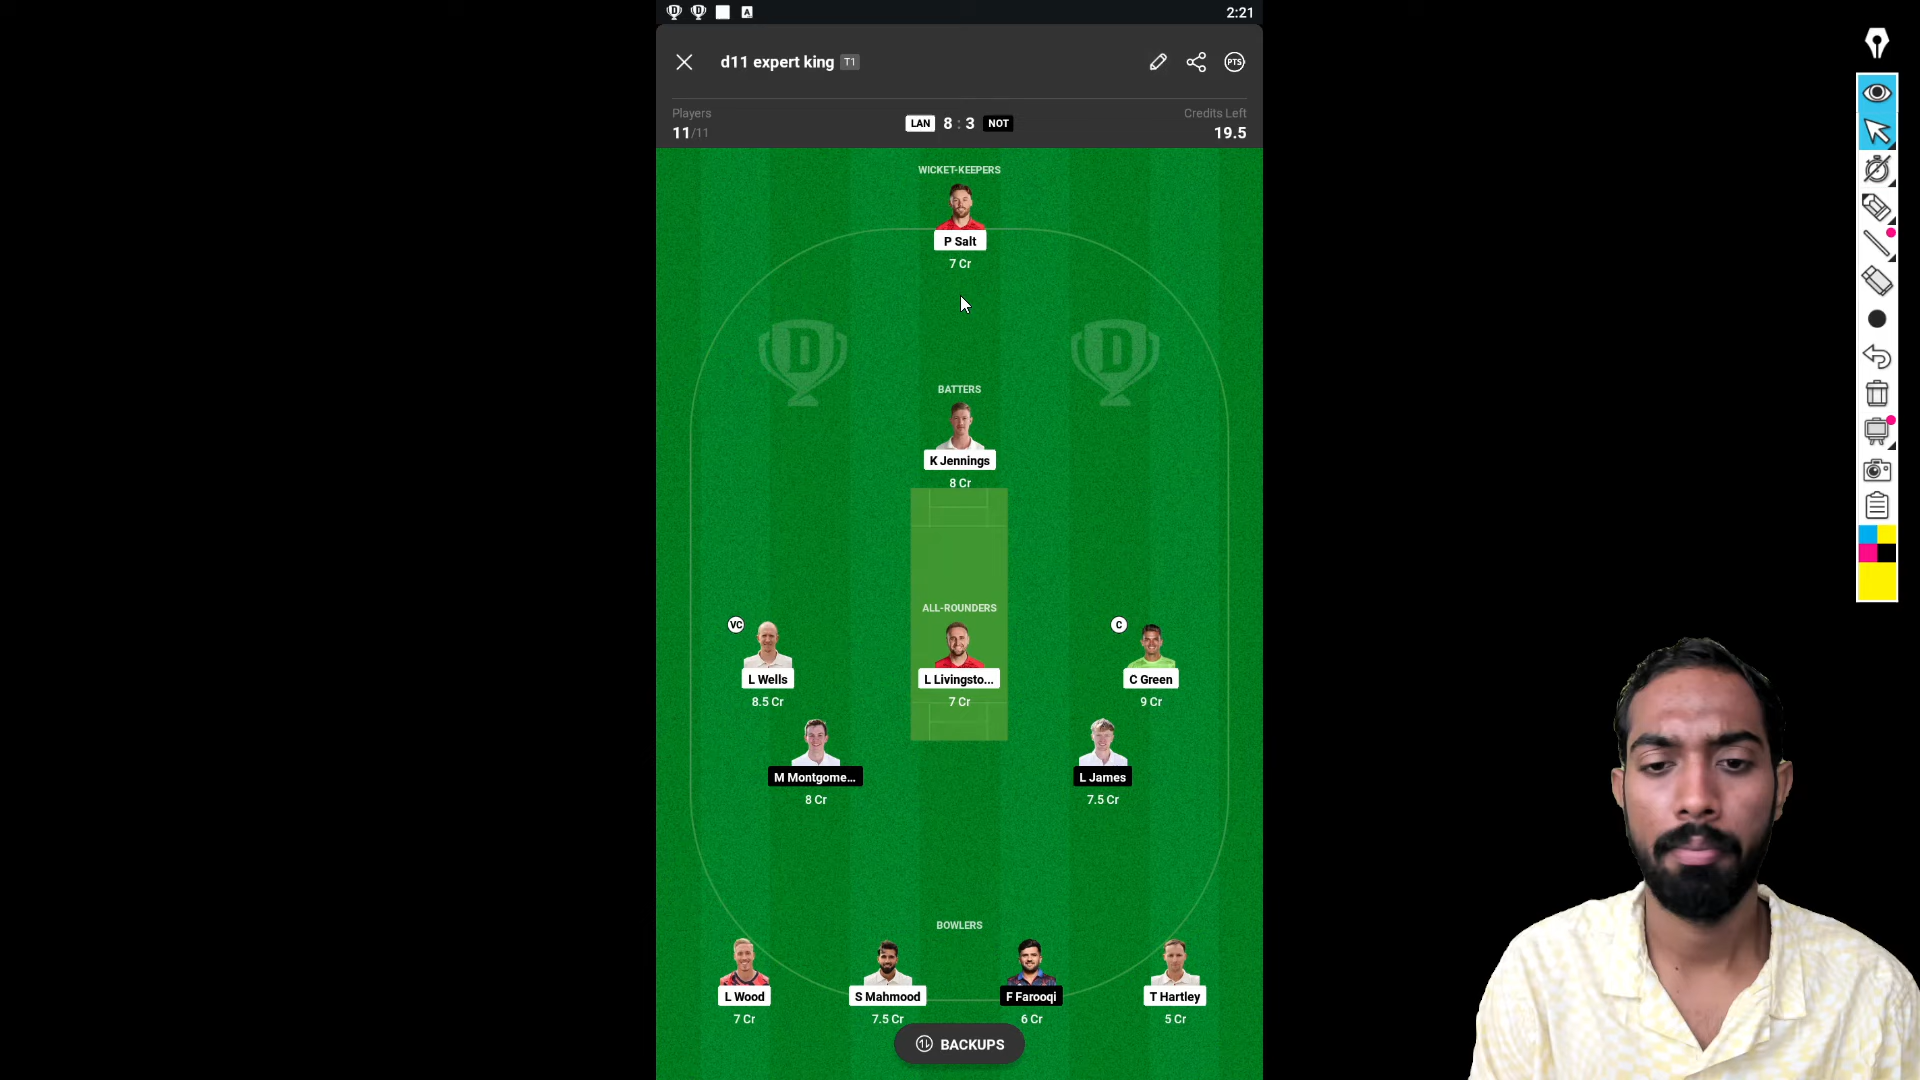 2:21
d11 expert king T1
PTS
Players
11/11
LAN 8 : 3 NOT
Credits Left
19.5
WICKET-KEEPERS
P Salt
7 Cr
BATTERS
K Jennings
8 Cr
ALL-ROUNDERS
VC
L Wells
8.5 Cr
L Livingsto...
7 Cr
C
C Green
9 Cr
M Montgome...
8 Cr
L James
7.5 Cr
BOWLERS
L Wood
7 Cr
S Mahmood
7.5 Cr
F Farooqi
6 Cr
T Hartley
5 Cr
BACKUPS